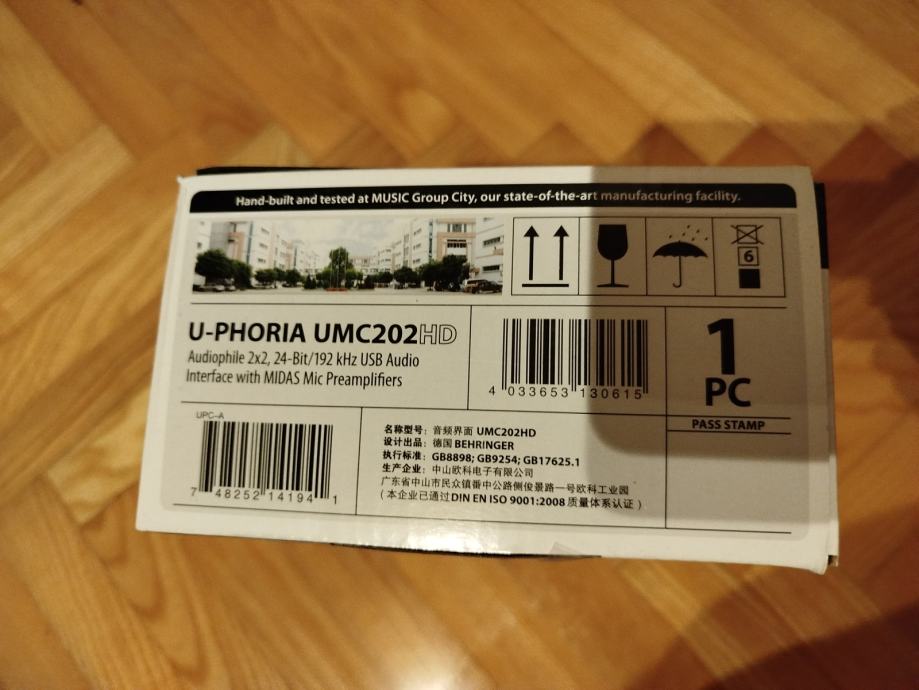 Hand-built and tested at MUSIC Group City, our state-of-the-art manufacturing facility.
6
U-PHORIA UMC202HD
Audiophile 2x2, 24-Bit/192 kHz USB Audio
Interface with MIDAS Mic Preamplifiers
4 033653 130615
1
PC
PASS STAMP
UPC-A
7 48252 14194 1
名称型号：音频界面 UMC202HD
设计出品：德国 BEHRINGER
执行标准：GB8898; GB9254; GB17625.1
生产企业：中山欧科电子有限公司
广东省中山市民众镇番中公路侧俊景路一号欧科工业园
（本企业已通过DIN EN ISO 9001:2008 质量体系认证）